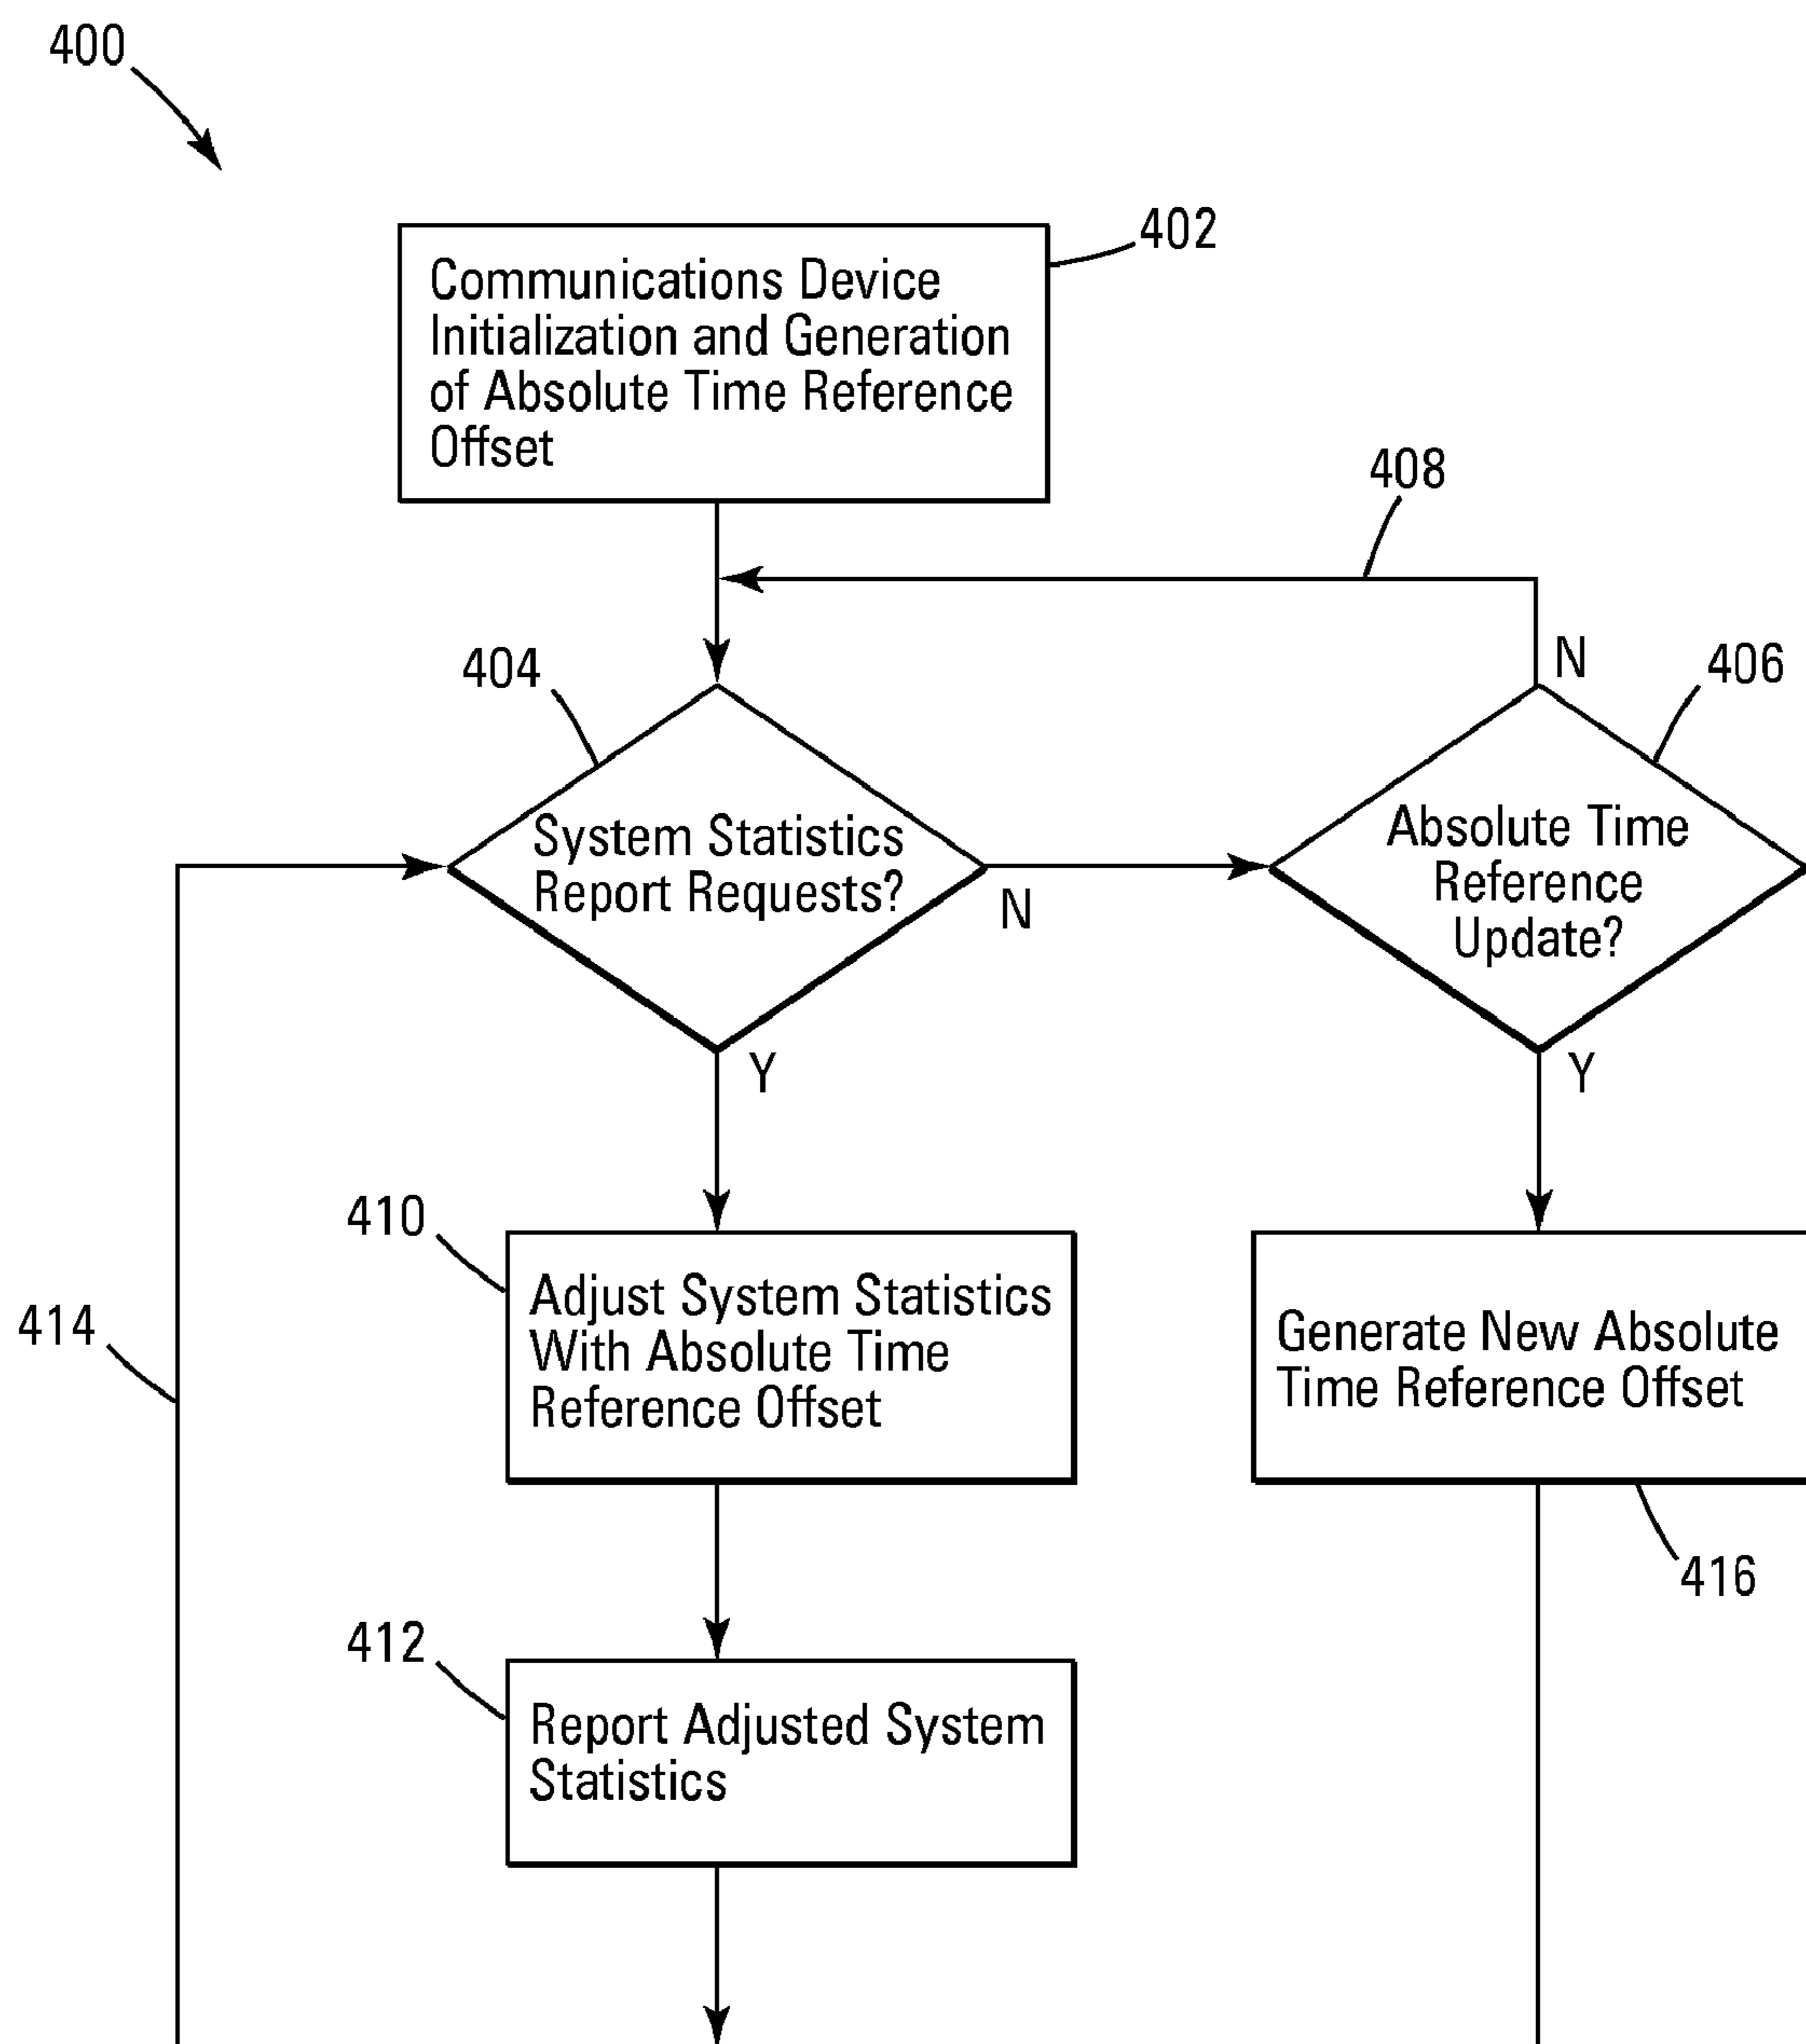 400
402
Communications Device
Initialization and Generation
of Absolute Time Reference
Offset
408
N
404
406
System Statistics
Report Requests?
N
Absolute Time
Reference
Update?
Y
Y
410
Adjust System Statistics
With Absolute Time
Reference Offset
414
Generate New Absolute
Time Reference Offset
416
412
Report Adjusted System
Statistics